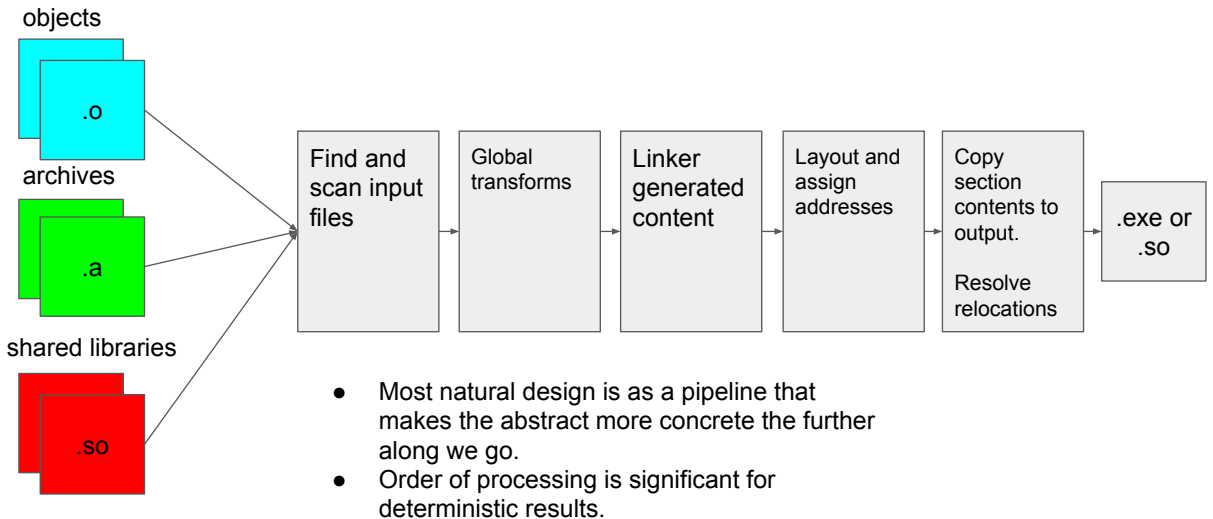 objects
.o
archives
.a
shared libraries
.so
Find and
scan input
files
Global
transforms
Linker
generated
content
Layout and
assign
addresses
Copy
section
contents to
output.
Resolve
relocations
.exe or
.so
● Most natural design is as a pipeline that
makes the abstract more concrete the further
along we go.
● Order of processing is significant for
deterministic results.